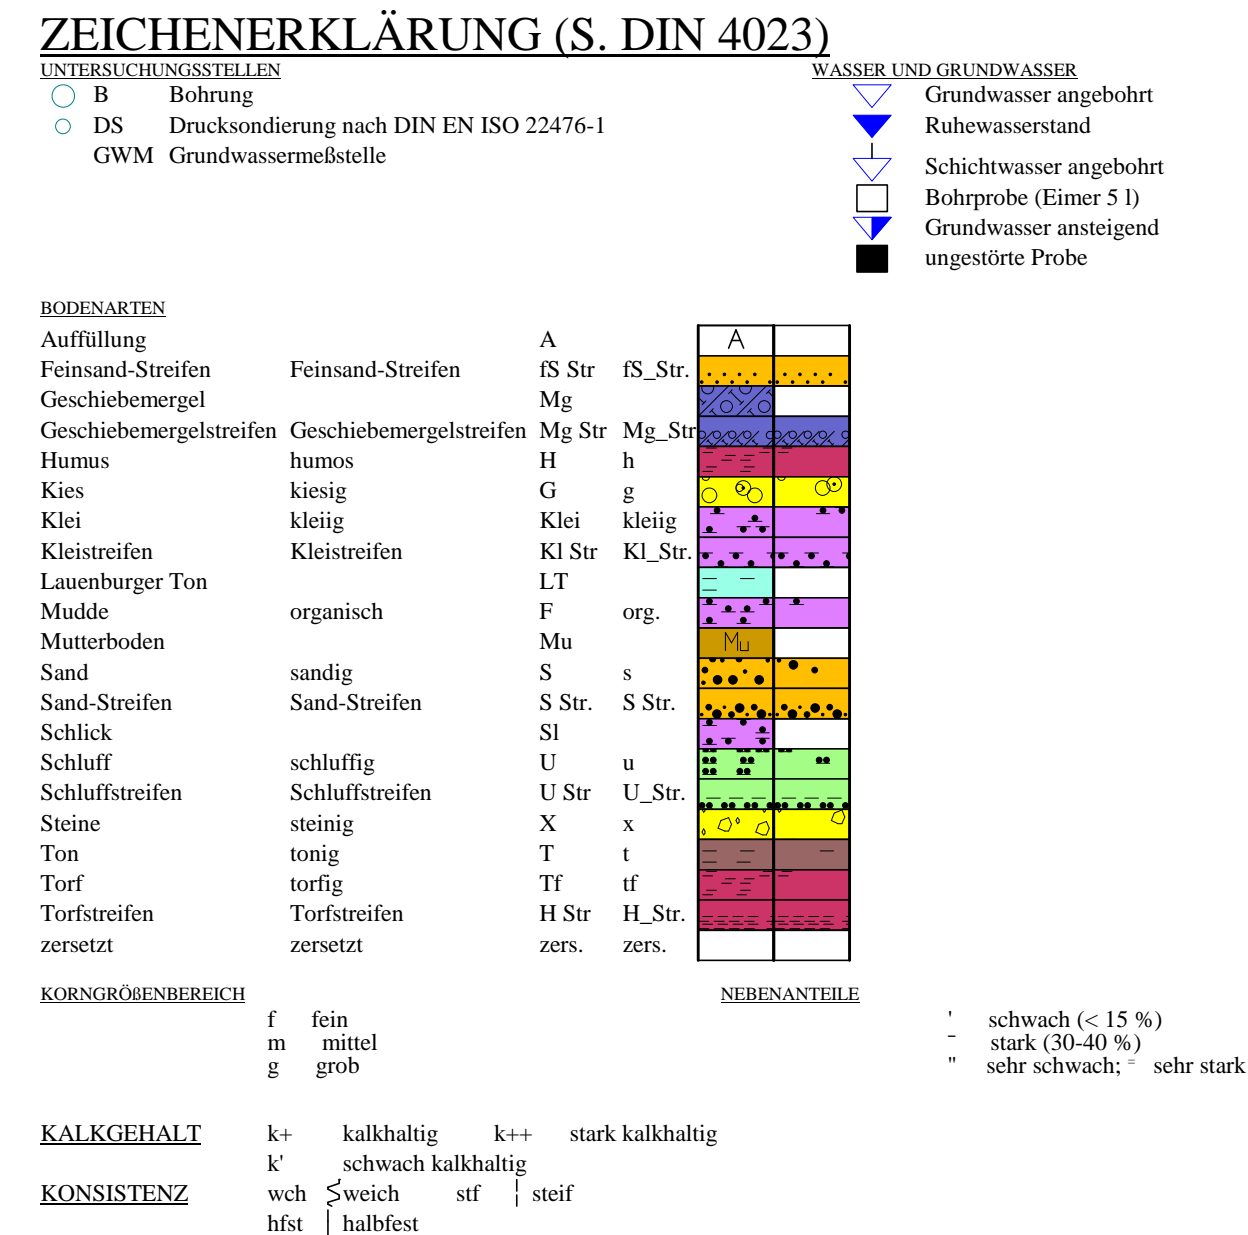 ZEICHENERKLÄRUNG (S. DIN 4023)
UNTERSUCHUNGSSTELLEN WASSER UND GRUNDWASSER
B Bohrung Grundwasser angebohrt
DS Drucksondierung nach DIN EN ISO 22476-1 Ruhewasserstand
GWM Grundwassermeßstelle Schichtwasser angebohrt
Bohrprobe (Eimer 5 l)
Grundwasser ansteigend
ungestörte Probe
BODENARTEN
Auffüllung A A
Feinsand-Streifen Feinsand-Streifen fS Str fS_Str.
Geschiebemergel Mg
Geschiebemergelstreifen Geschiebemergelstreifen Mg Str Mg_Str
Humus humos H h
Kies kiesig G g
Klei kleiig Klei kleiig
Kleistreifen Kleistreifen Kl Str Kl_Str.
Lauenburger Ton LT
Mudde organisch F org.
Mutterboden Mu Mu
Sand sandig S s
Sand-Streifen Sand-Streifen S Str. S Str.
Schlick Sl
Schluff schluffig U u
Schluffstreifen Schluffstreifen U Str U_Str.
Steine steinig X x
Ton tonig T t
Torf torfig Tf tf
Torfstreifen Torfstreifen H Str H_Str.
zersetzt zersetzt zers. zers.
KORNGRÖßENBEREICH NEBENANTEILE
f fein ' schwach (< 15 %)
m mittel ‾ stark (30-40 %)
g grob " sehr schwach; = sehr stark
KALKGEHALT k+ kalkhaltig k++ stark kalkhaltig
k' schwach kalkhaltig
KONSISTENZ wch weich stf steif
hfst halbfest